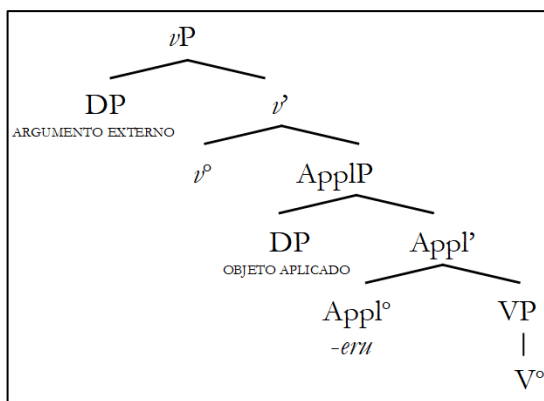 vP
DP v’
ARGUMENTO EXTERNO
v° ApplP
DP Appl’
OBJETO APLICADO
Appl° VP
-eru
V°